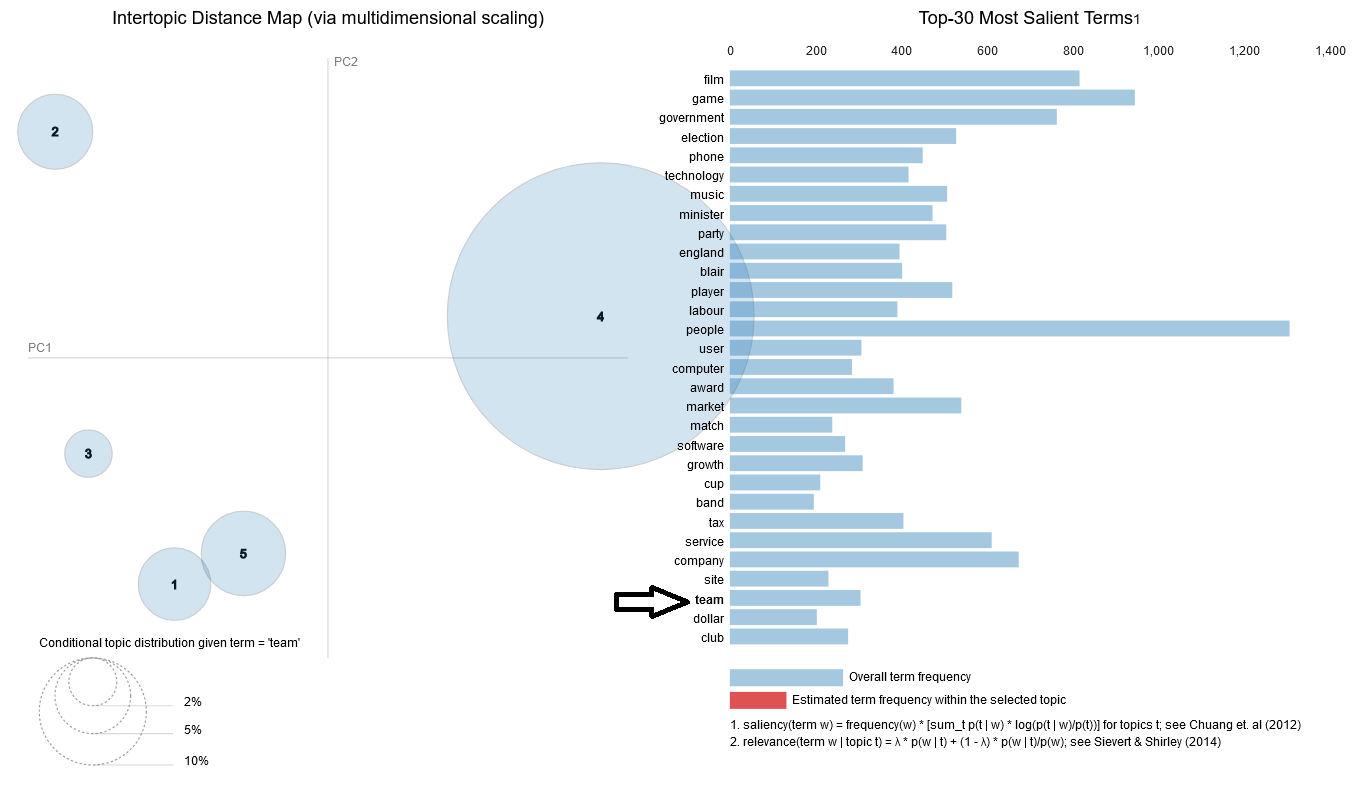 Intertopic Distance Map (via multidimensional scaling)
PC2
PC1
2
4
3
5
1
Conditional topic distribution given term = 'team'
2%
5%
10%
Top-30 Most Salient Terms1
0 200 400 600 800 1,000 1,200 1,400
film
game
government
election
phone
technology
music
minister
party
england
blair
player
labour
people
user
computer
award
market
match
software
growth
cup
band
tax
service
company
site
team
dollar
club
Overall term frequency
Estimated term frequency within the selected topic
1. saliency(term w) = frequency(w) * [sum_t p(t | w) * log(p(t | w)/p(t))] for topics t; see Chuang et. al (2012)
2. relevance(term w | topic t) = λ * p(w | t) + (1 - λ) * p(w | t)/p(w); see Sievert & Shirley (2014)